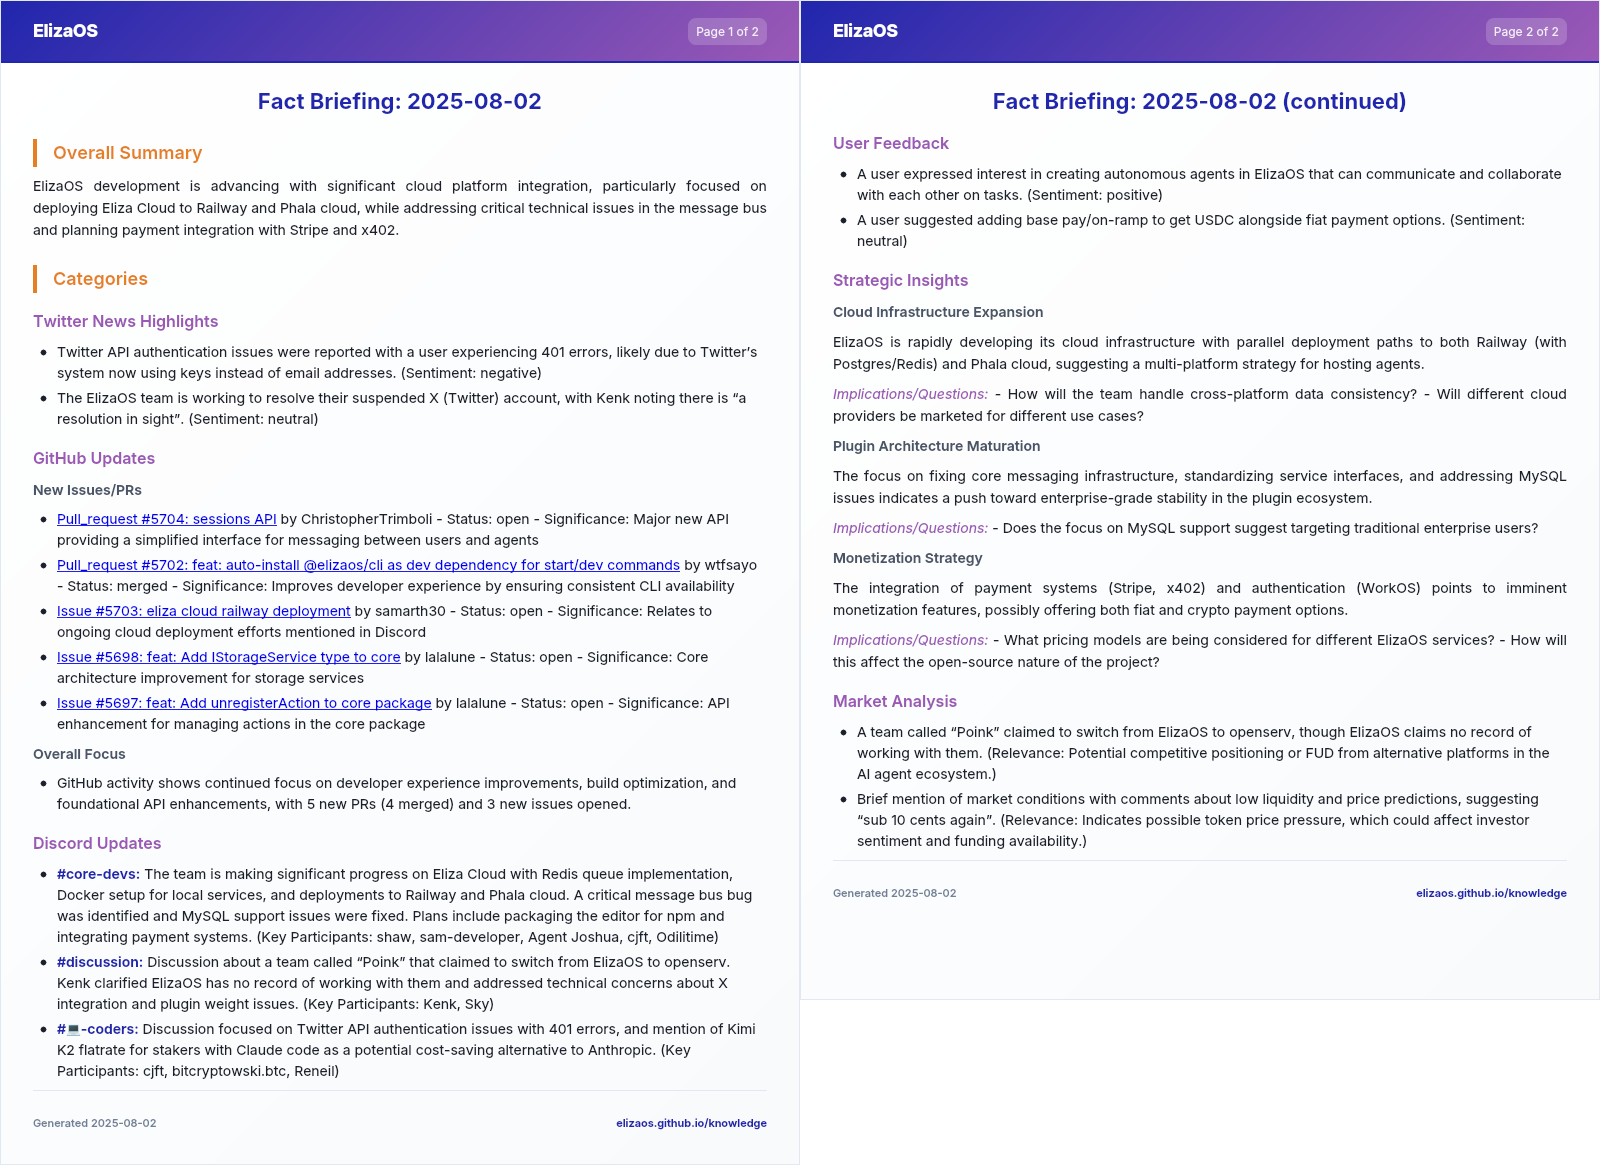 ElizaOS
Page 1 of 2
Fact Briefing: 2025-08-02
Overall Summary
ElizaOS development is advancing with significant cloud platform integration, particularly focused on
deploying Eliza Cloud to Railway and Phala cloud, while addressing critical technical issues in the message bus
and planning payment integration with Stripe and x402.
Categories
Twitter News Highlights
• Twitter API authentication issues were reported with a user experiencing 401 errors, likely due to Twitter’s
system now using keys instead of email addresses. (Sentiment: negative)
• The ElizaOS team is working to resolve their suspended X (Twitter) account, with Kenk noting there is “a
resolution in sight”. (Sentiment: neutral)
GitHub Updates
New Issues/PRs
• Pull_request #5704: sessions API by ChristopherTrimboli - Status: open - Significance: Major new API
providing a simplified interface for messaging between users and agents
• Pull_request #5702: feat: auto-install @elizaos/cli as dev dependency for start/dev commands by wtfsayo
- Status: merged - Significance: Improves developer experience by ensuring consistent CLI availability
• Issue #5703: eliza cloud railway deployment by samarth30 - Status: open - Significance: Relates to
ongoing cloud deployment efforts mentioned in Discord
• Issue #5698: feat: Add IStorageService type to core by lalalune - Status: open - Significance: Core
architecture improvement for storage services
• Issue #5697: feat: Add unregisterAction to core package by lalalune - Status: open - Significance: API
enhancement for managing actions in the core package
Overall Focus
• GitHub activity shows continued focus on developer experience improvements, build optimization, and
foundational API enhancements, with 5 new PRs (4 merged) and 3 new issues opened.
Discord Updates
• #core-devs: The team is making significant progress on Eliza Cloud with Redis queue implementation,
Docker setup for local services, and deployments to Railway and Phala cloud. A critical message bus bug
was identified and MySQL support issues were fixed. Plans include packaging the editor for npm and
integrating payment systems. (Key Participants: shaw, sam-developer, Agent Joshua, cjft, Odilitime)
• #discussion: Discussion about a team called “Poink” that claimed to switch from ElizaOS to openserv.
Kenk clarified ElizaOS has no record of working with them and addressed technical concerns about X
integration and plugin weight issues. (Key Participants: Kenk, Sky)
• #💻-coders: Discussion focused on Twitter API authentication issues with 401 errors, and mention of Kimi
K2 flatrate for stakers with Claude code as a potential cost-saving alternative to Anthropic. (Key
Participants: cjft, bitcryptowski.btc, Reneil)
Generated 2025-08-02
elizaos.github.io/knowledge
ElizaOS
Page 2 of 2
Fact Briefing: 2025-08-02 (continued)
User Feedback
• A user expressed interest in creating autonomous agents in ElizaOS that can communicate and collaborate
with each other on tasks. (Sentiment: positive)
• A user suggested adding base pay/on-ramp to get USDC alongside fiat payment options. (Sentiment:
neutral)
Strategic Insights
Cloud Infrastructure Expansion
ElizaOS is rapidly developing its cloud infrastructure with parallel deployment paths to both Railway (with
Postgres/Redis) and Phala cloud, suggesting a multi-platform strategy for hosting agents.
Implications/Questions: - How will the team handle cross-platform data consistency? - Will different cloud
providers be marketed for different use cases?
Plugin Architecture Maturation
The focus on fixing core messaging infrastructure, standardizing service interfaces, and addressing MySQL
issues indicates a push toward enterprise-grade stability in the plugin ecosystem.
Implications/Questions: - Does the focus on MySQL support suggest targeting traditional enterprise users?
Monetization Strategy
The integration of payment systems (Stripe, x402) and authentication (WorkOS) points to imminent
monetization features, possibly offering both fiat and crypto payment options.
Implications/Questions: - What pricing models are being considered for different ElizaOS services? - How will
this affect the open-source nature of the project?
Market Analysis
• A team called “Poink” claimed to switch from ElizaOS to openserv, though ElizaOS claims no record of
working with them. (Relevance: Potential competitive positioning or FUD from alternative platforms in the
AI agent ecosystem.)
• Brief mention of market conditions with comments about low liquidity and price predictions, suggesting
“sub 10 cents again”. (Relevance: Indicates possible token price pressure, which could affect investor
sentiment and funding availability.)
Generated 2025-08-02
elizaos.github.io/knowledge